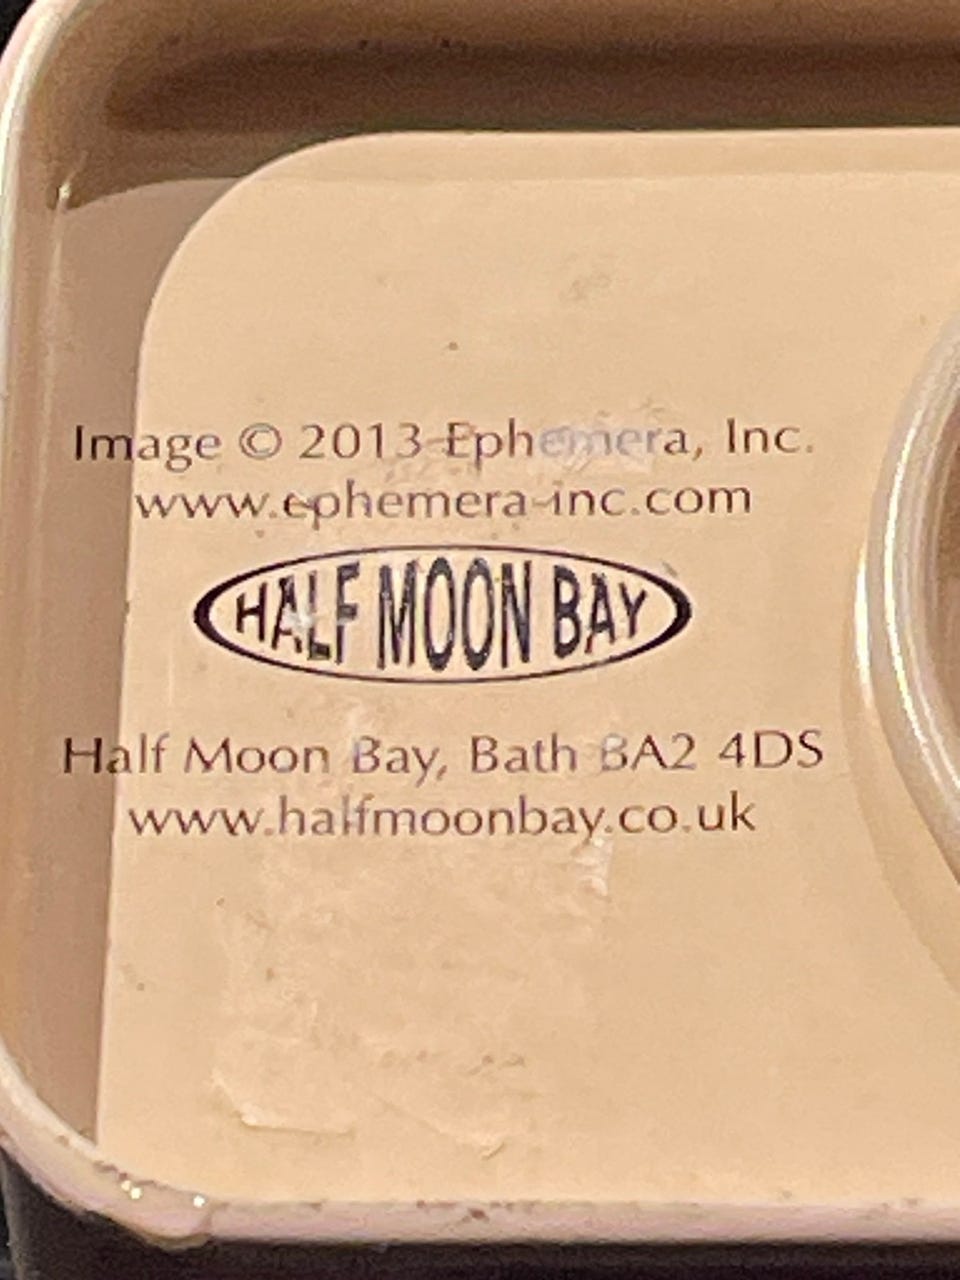 Image © 2013 Ephemera, Inc.
www.ephemera-inc.com
HALF MOON BAY
Half Moon Bay, Bath BA2 4DS
www.halfmoonbay.co.uk